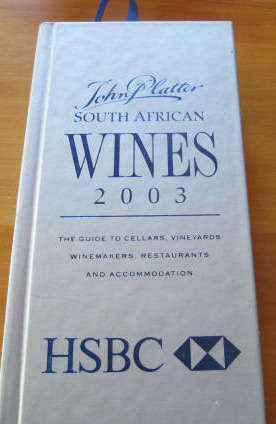 John Platter
SOUTH AFRICAN
WINES
2003
THE GUIDE TO CELLARS, VINEYARDS
WINEMAKERS, RESTAURANTS
AND ACCOMMODATION
HSBC